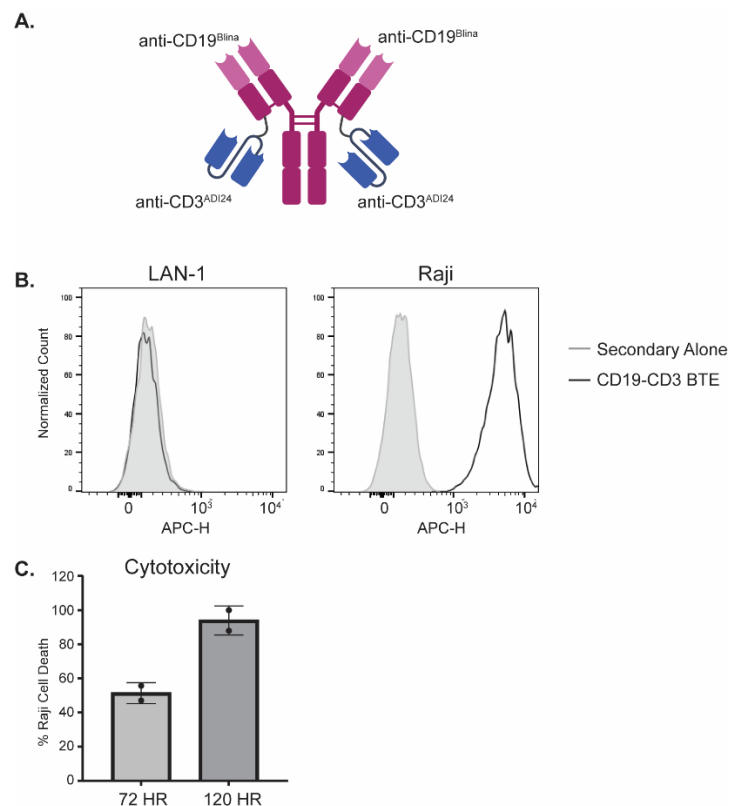 A.
anti-CD19Blina anti-CD19Blina
anti-CD3ADI24 anti-CD3ADI24
B.
LAN-1 Raji
Normalized Count
100
80
60
40
20
0
0 10³ 10⁴
APC-H
100
80
60
40
20
0
0 10³ 10⁴
APC-H
Secondary Alone
CD19-CD3 BTE
C.
Cytotoxicity
% Raji Cell Death
120
100
80
60
40
20
0
72 HR 120 HR